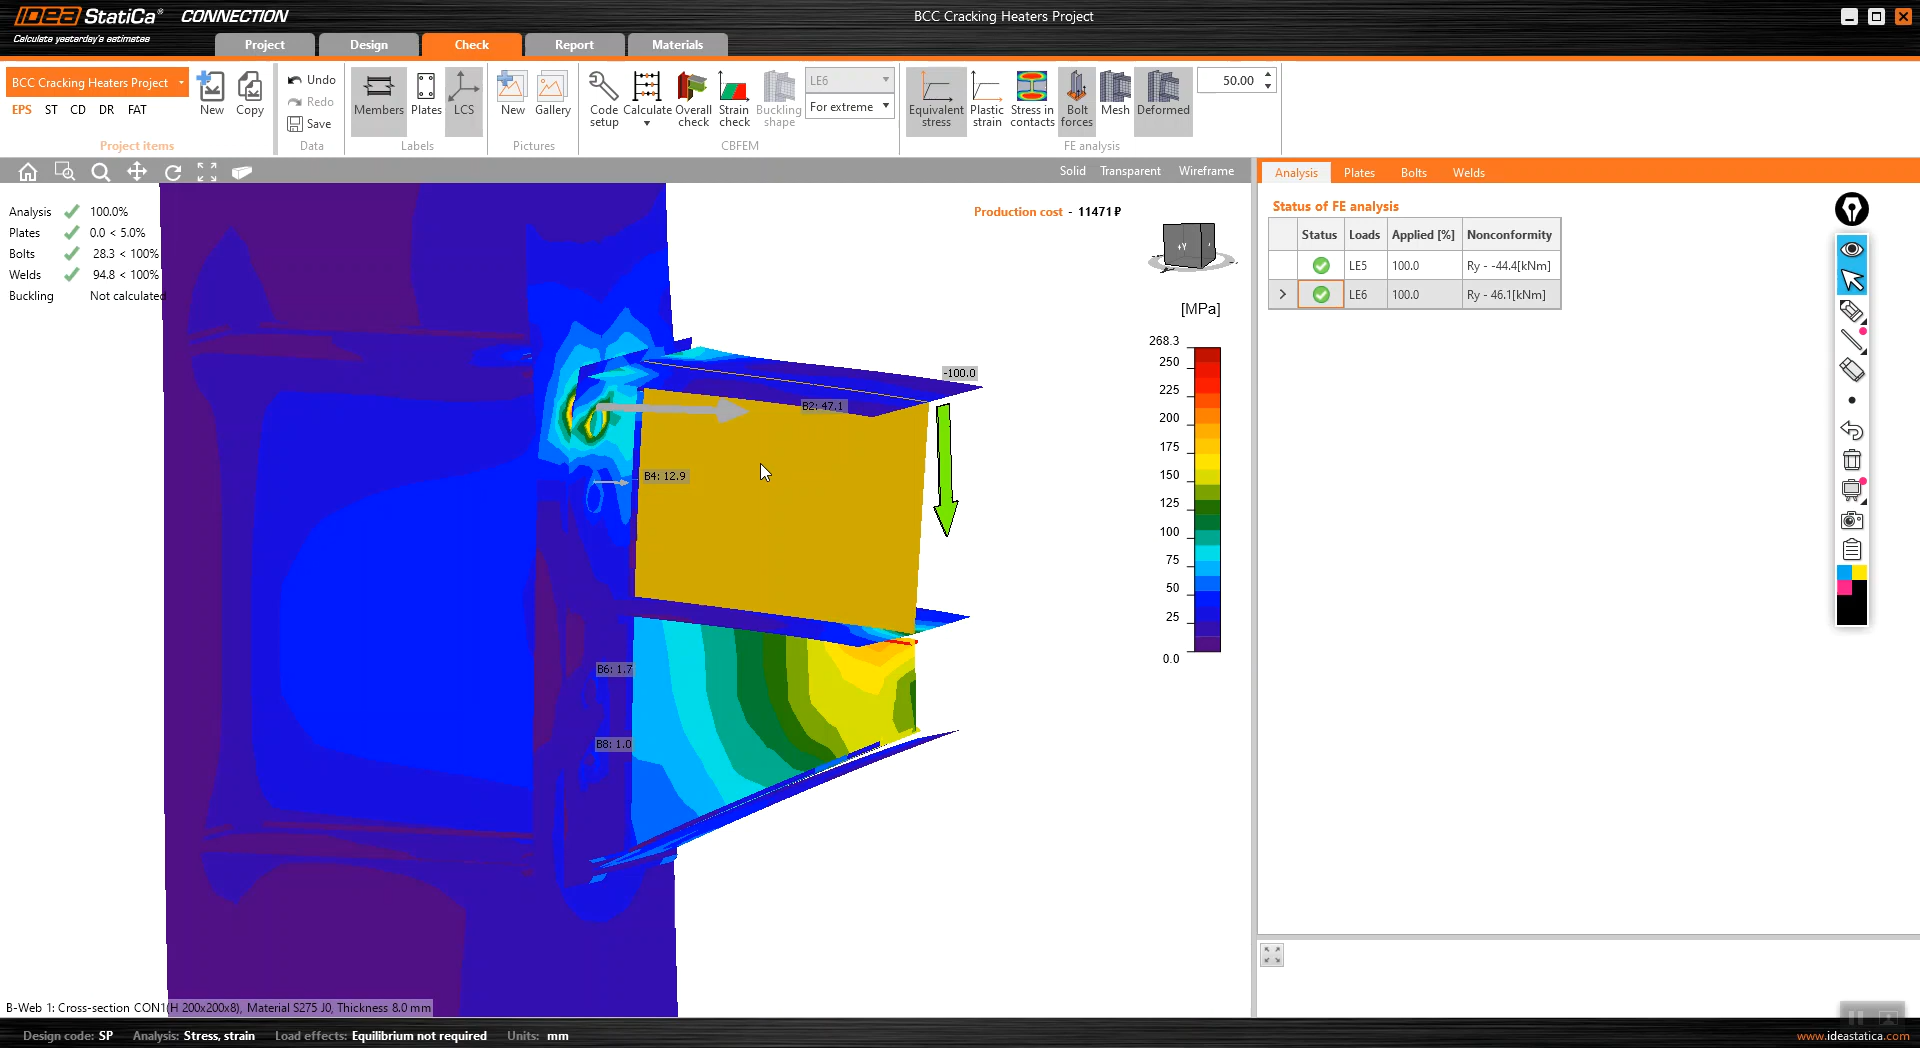 IDEA StatiCa® CONNECTION
Calculate yesterday's estimates
BCC Cracking Heaters Project
Project
Design
Check
Report
Materials
BCC Cracking Heaters Project
EPS ST CD DR FAT
Project items
New
Copy
Undo
Redo
Save
Data
Members
Plates
LCS
Labels
New
Gallery
Pictures
Code setup
Calculate
Overall check
Strain check
Buckling shape
LE6
For extreme
CBFEM
Equivalent stress
Plastic strain
Stress in contacts
Bolt forces
Mesh
Deformed
50.00
FE analysis
Solid
Transparent
Wireframe
Analysis 100.0%
Plates 0.0 < 5.0%
Bolts 28.3 < 100%
Welds 94.8 < 100%
Buckling Not calculated
Production cost - 11471 ₽
+Y
[MPa]
268.3
250
225
200
175
150
125
100
75
50
25
0.0
-100.0
B2: 47.1
B4: 12.9
B6: 1.7
B8: 1.0
B-Web 1: Cross-section CON1(H 200x200x8), Material S275 J0, Thickness 8.0 mm
Analysis
Plates
Bolts
Welds
Status of FE analysis
Status Loads Applied [%] Nonconformity
LE5 100.0 Ry - -44.4[kNm]
LE6 100.0 Ry - 46.1[kNm]
Design code: SP Analysis: Stress, strain Load effects: Equilibrium not required Units: mm
www.ideastatica.com